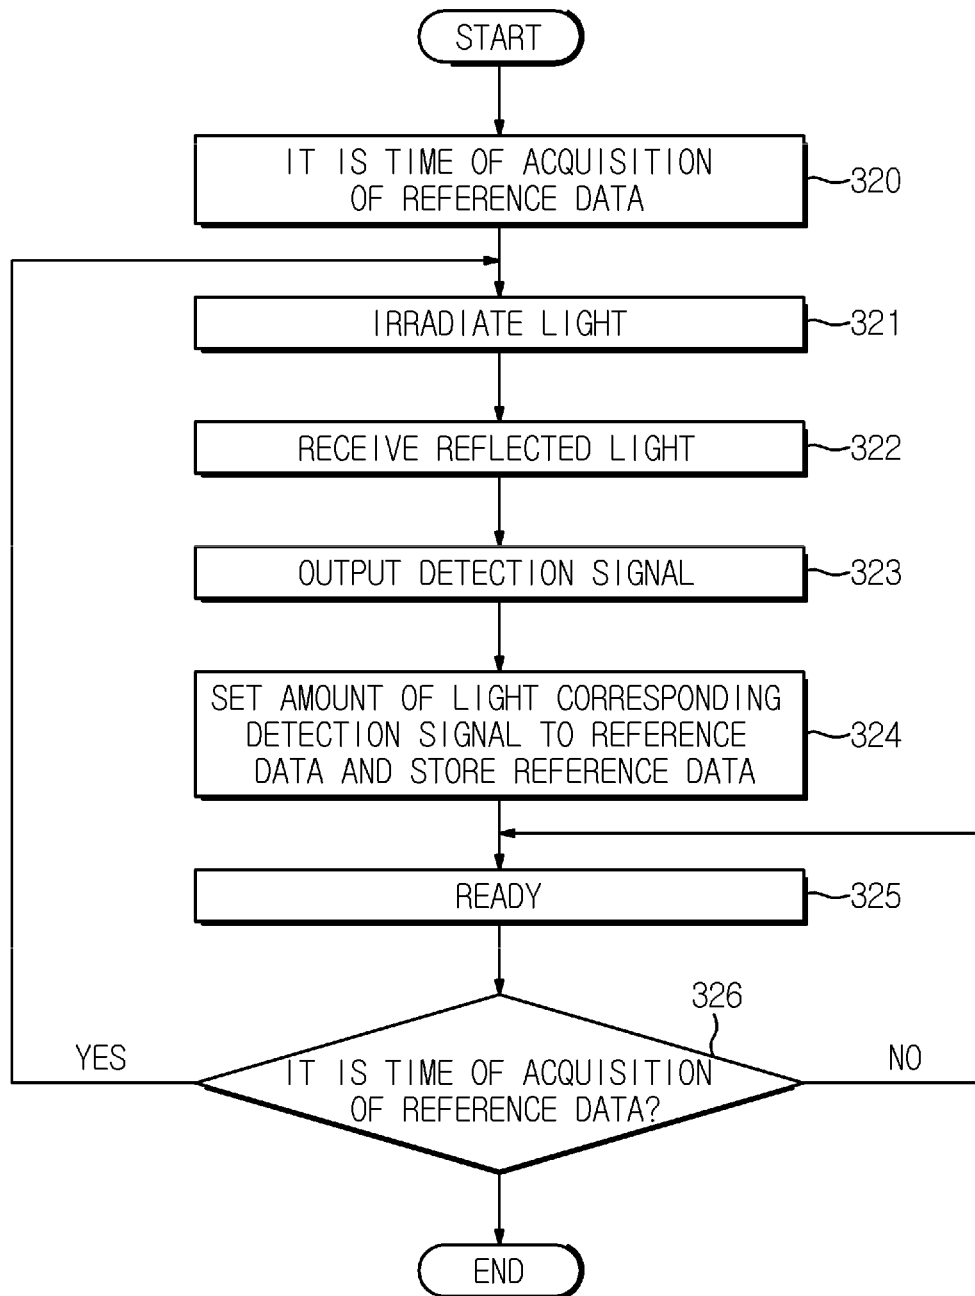 START
IT IS TIME OF ACQUISITION
OF REFERENCE DATA
320
IRRADIATE LIGHT
321
RECEIVE REFLECTED LIGHT
322
OUTPUT DETECTION SIGNAL
323
SET AMOUNT OF LIGHT CORRESPONDING
DETECTION SIGNAL TO REFERENCE
DATA AND STORE REFERENCE DATA
324
READY
325
326
YES
NO
IT IS TIME OF ACQUISITION
OF REFERENCE DATA?
END